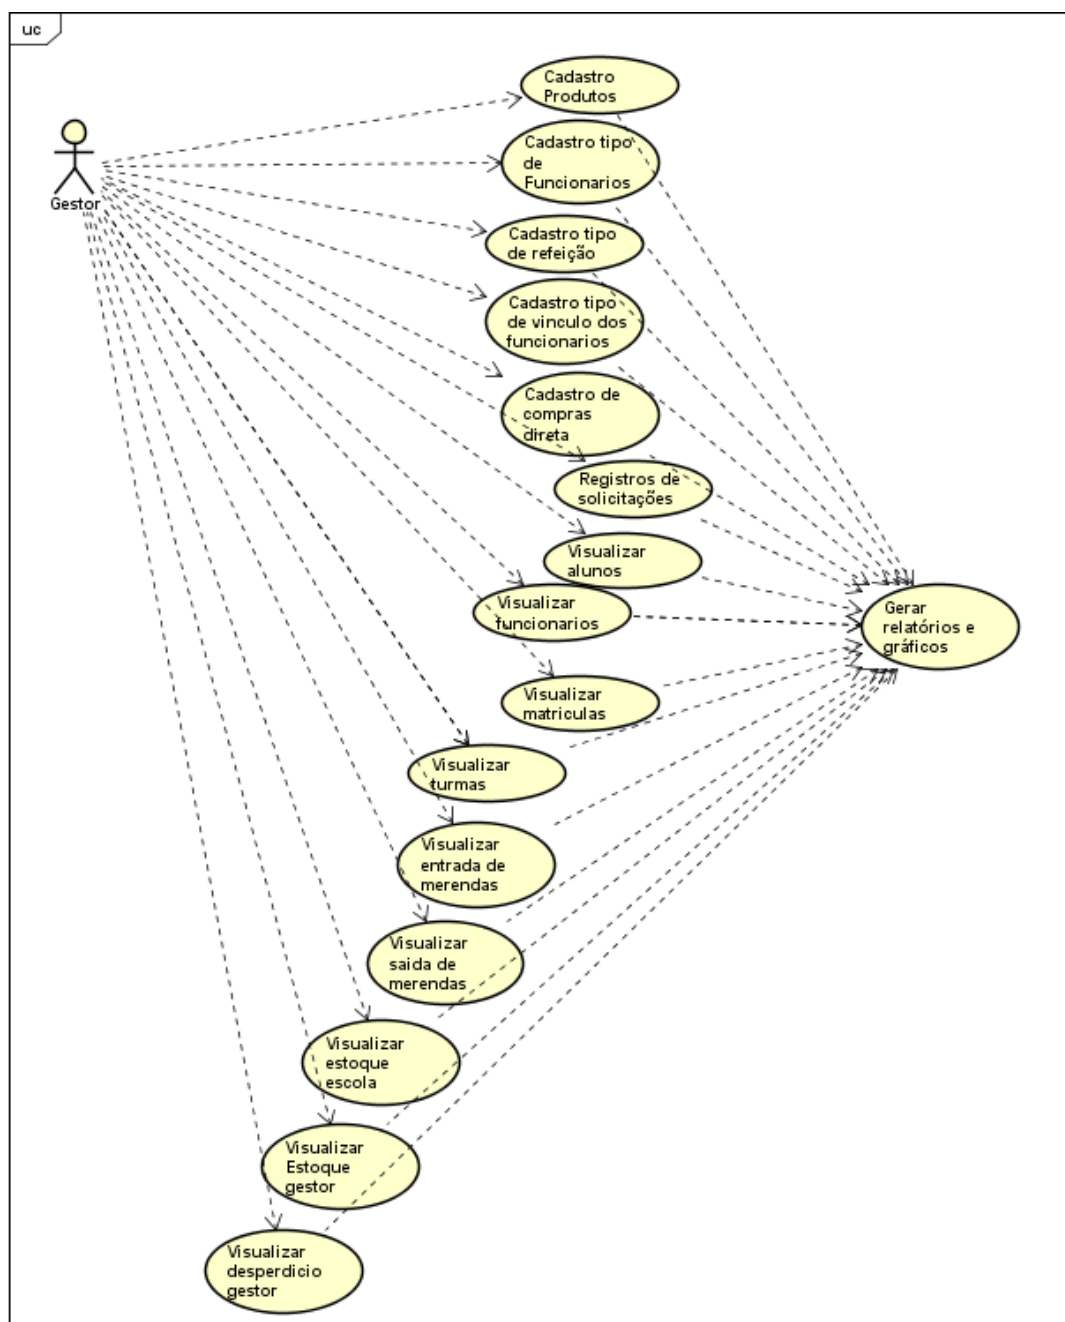 uc
Gestor
Cadastro
Produtos
Cadastro tipo
de
Funcionarios
Cadastro tipo
de refeição
Cadastro tipo
de vinculo dos
funcionarios
Cadastro de
compras
direta
Registros de
solicitações
Visualizar
alunos
Visualizar
funcionarios
Gerar
relatórios e
gráficos
Visualizar
matriculas
Visualizar
turmas
Visualizar
entrada de
merendas
Visualizar
saida de
merendas
Visualizar
estoque
escola
Visualizar
Estoque
gestor
Visualizar
desperdicio
gestor